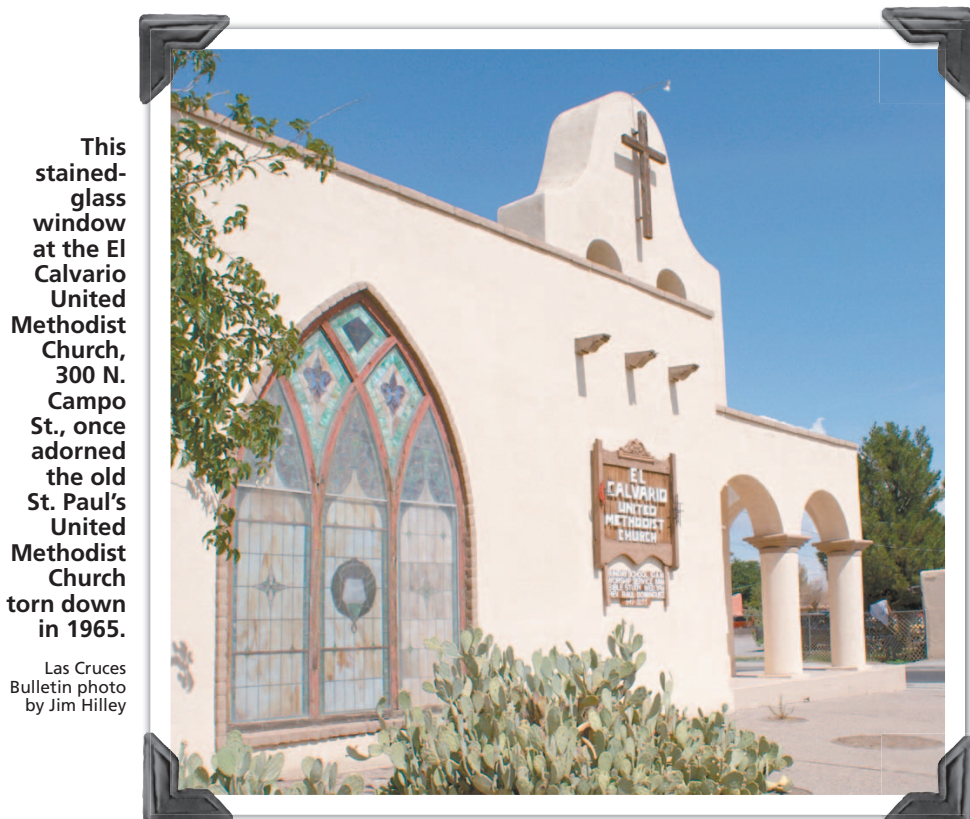 This
stained-
glass
window
at the El
Calvario
United
Methodist
Church,
300 N.
Campo
St., once
adorned
the old
St. Paul's
United
Methodist
Church
torn down
in 1965.
Las Cruces
Bulletin photo
by Jim Hilley
EL
CALVARIO
UNITED
METHODIST
CHURCH